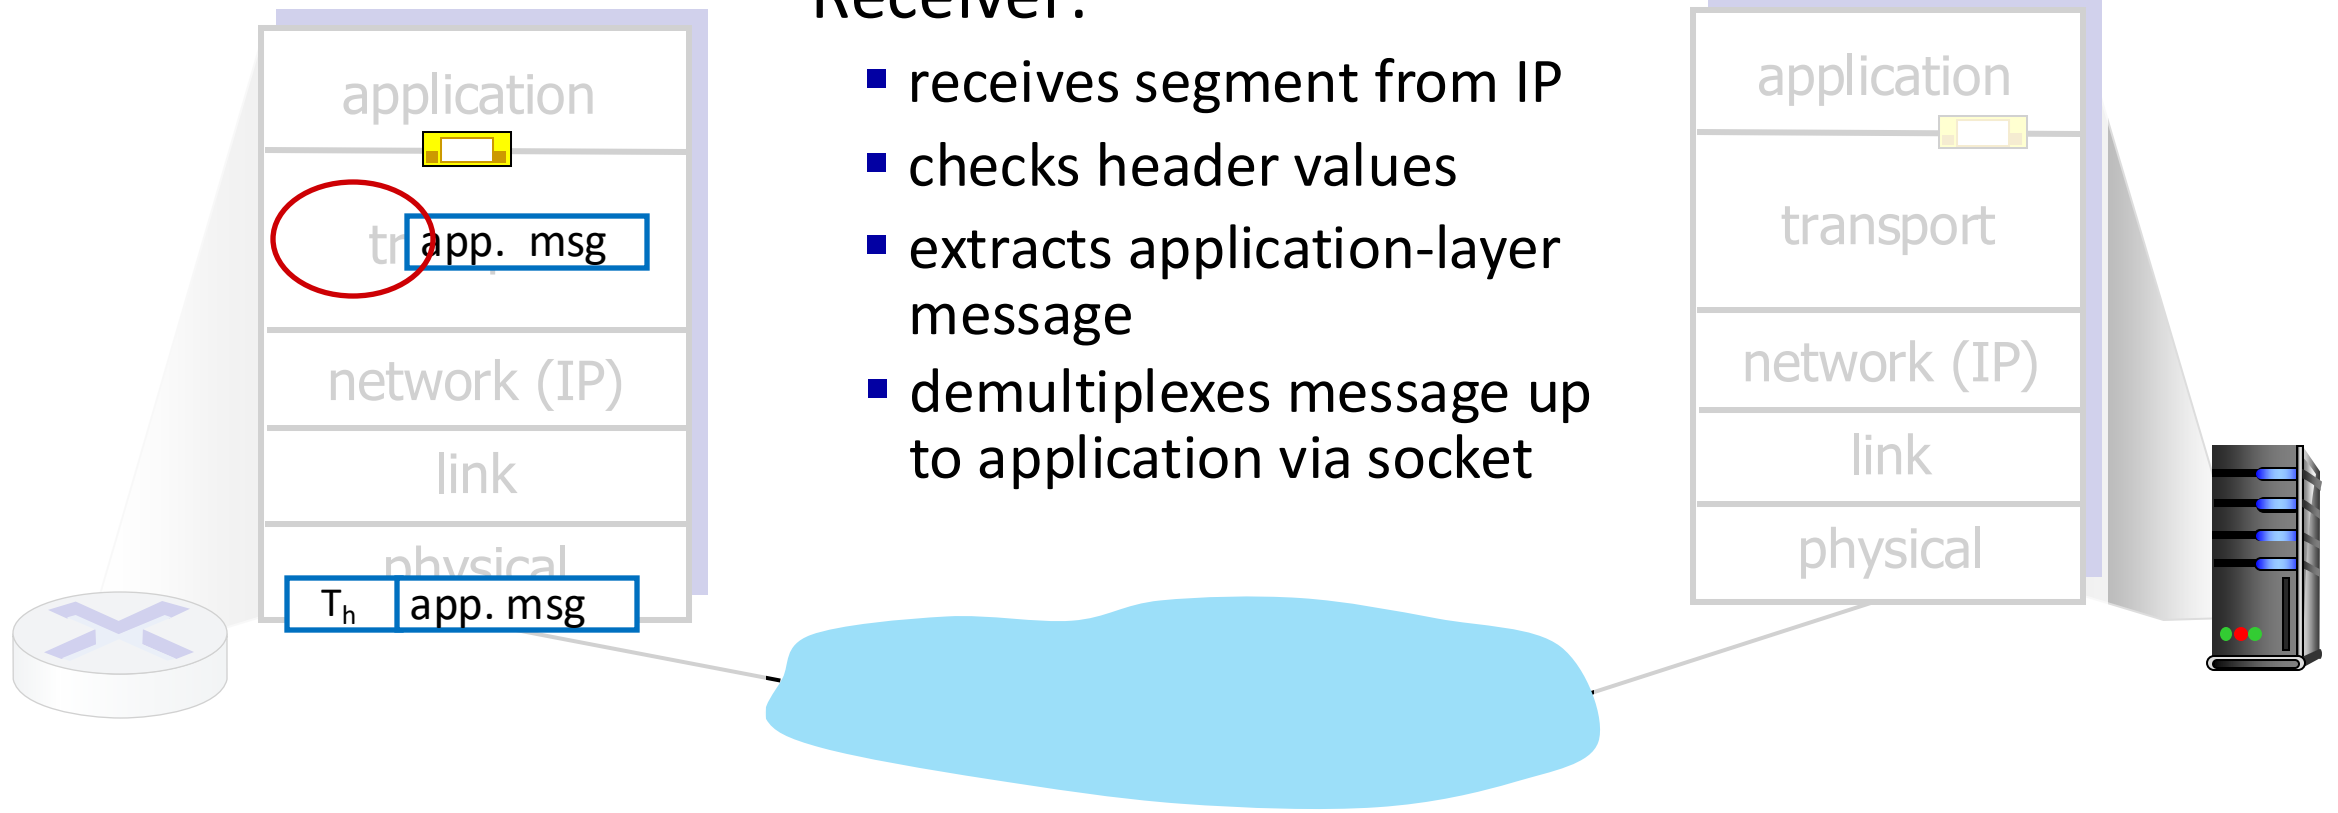 Receiver:
application
tr
app. msg
network (IP)
link
physical
Th
app. msg
receives segment from IP
checks header values
extracts application-layer
message
demultiplexes message up
to application via socket
application
transport
network (IP)
link
physical